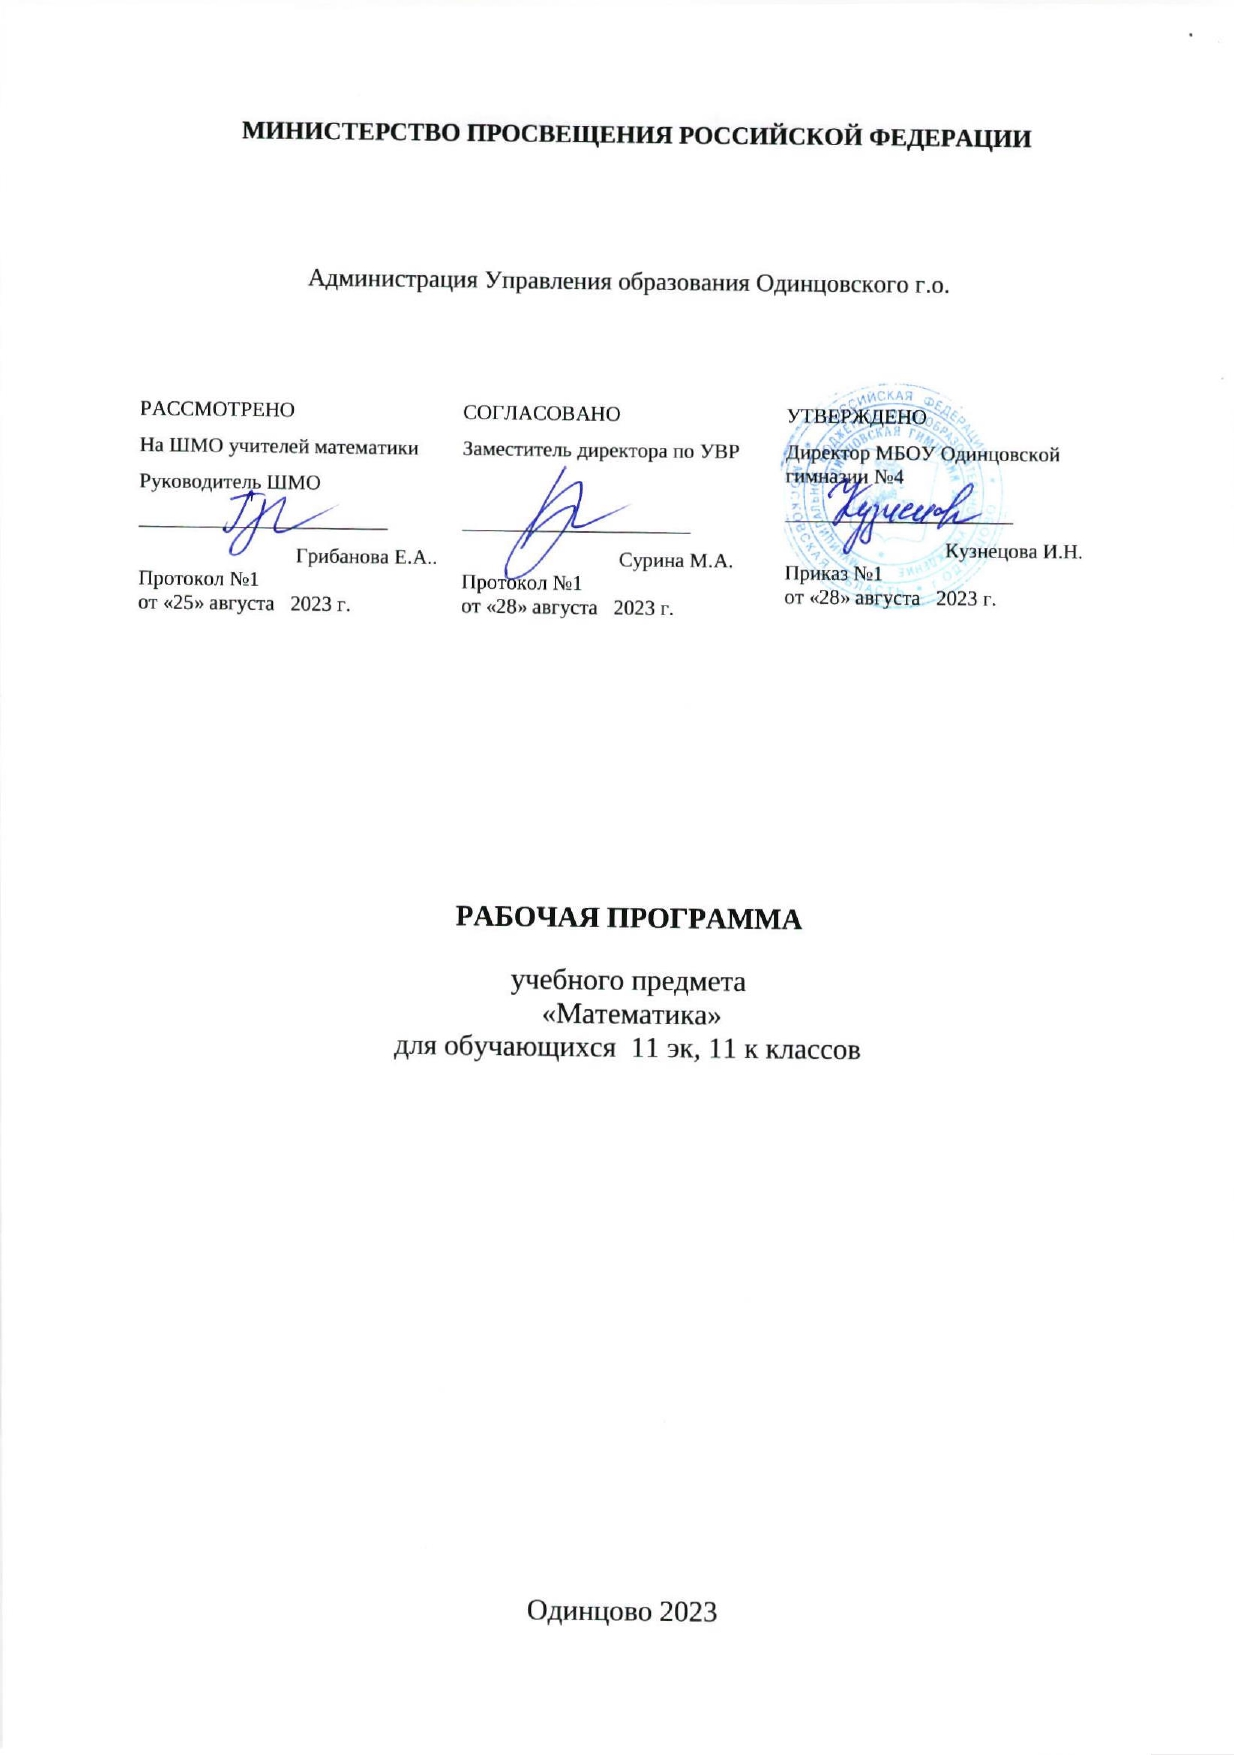 МИНИСТЕРСТВО ПРОСВЕЩЕНИЯ РОССИЙСКОЙ ФЕДЕРАЦИИ
Администрация Управления образования Одинцовского г.о.
РАССМОТРЕНО
На ШМО учителей математики
Руководитель ШМО
Грибанова Е.А..
Протокол №1
от «25» августа 2023 г.
СОГЛАСОВАНО
Заместитель директора по УВР
Сурина М.А.
Протокол №1
от «28» августа 2023 г.
УТВЕРЖДЕНО
Директор МБОУ Одинцовской
гимназии №4
Кузнецова И.Н.
Приказ №1
от «28» августа 2023 г.
РАБОЧАЯ ПРОГРАММА
учебного предмета
«Математика»
для обучающихся 11 эк, 11 к классов
Одинцово 2023